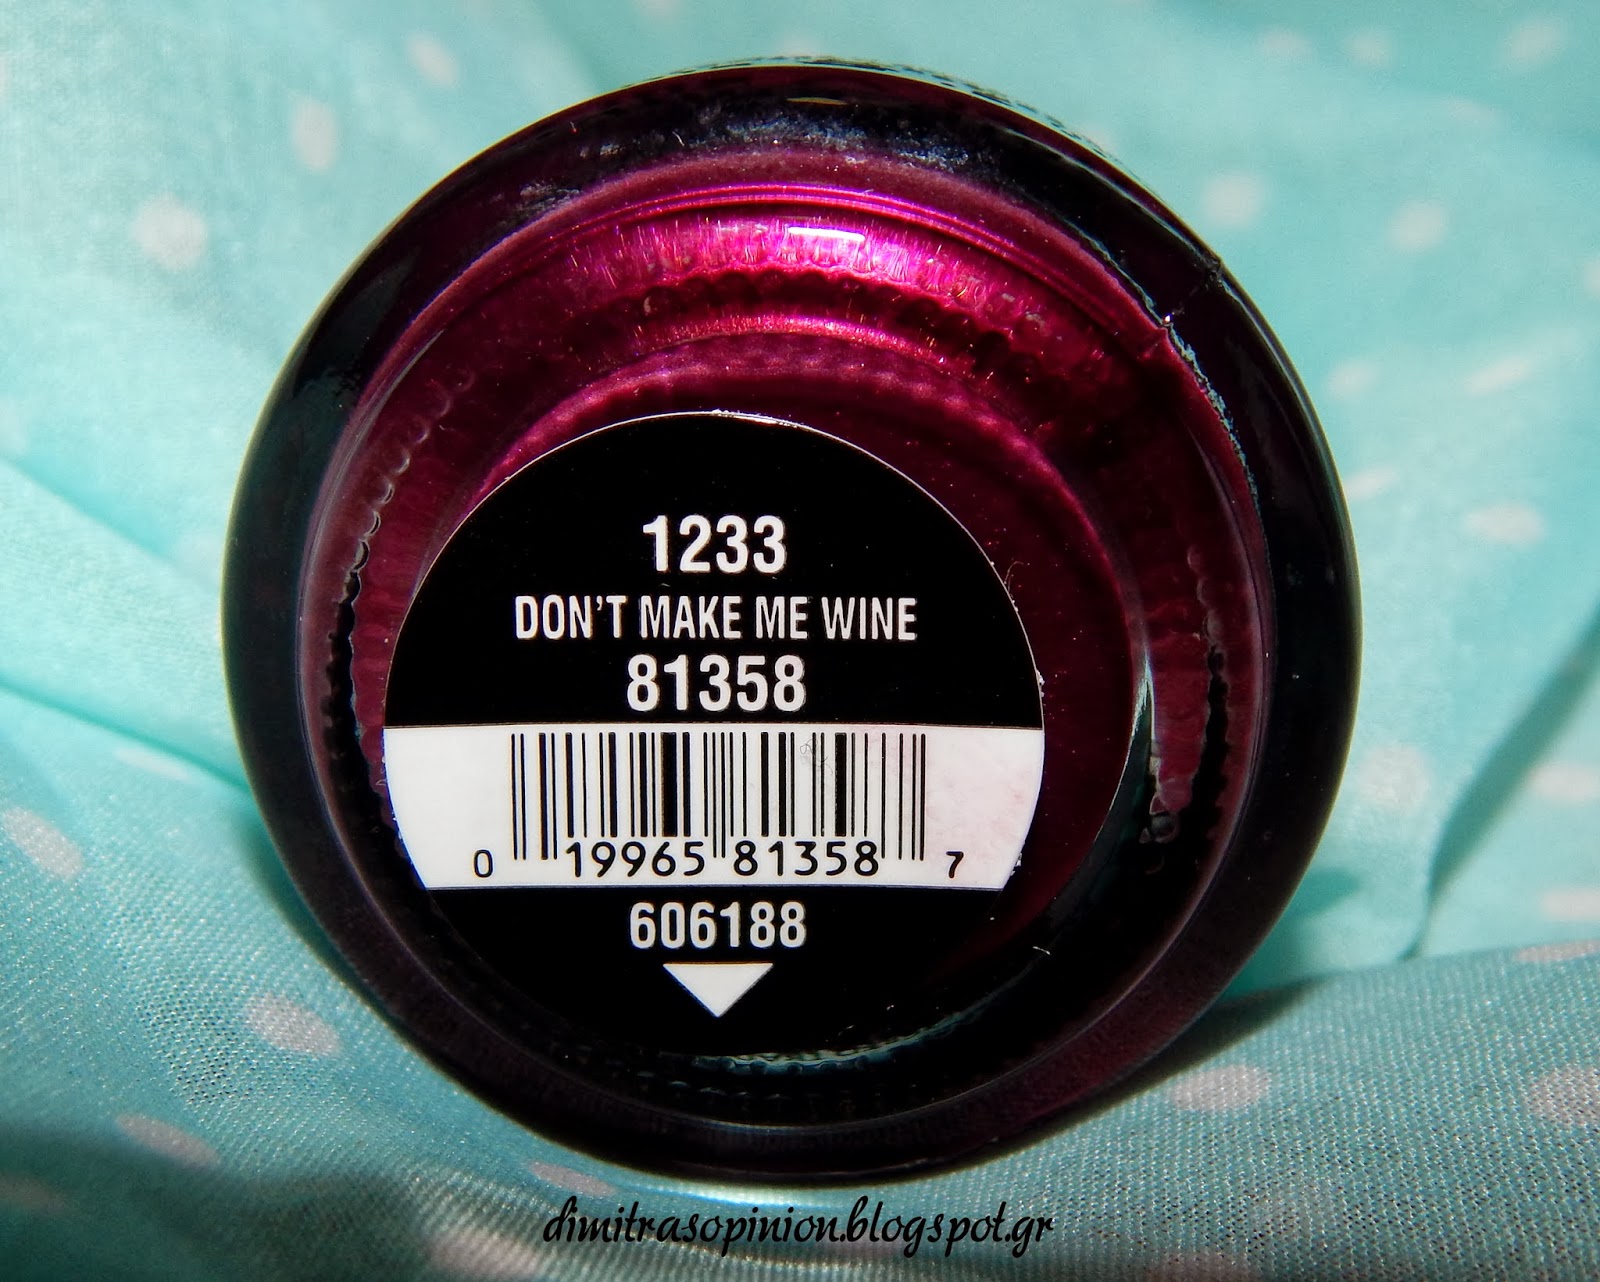 1233
DON'T MAKE ME WINE
81358
0 19965 81358 7
606188
dimitrasopinion.blogspot.gr